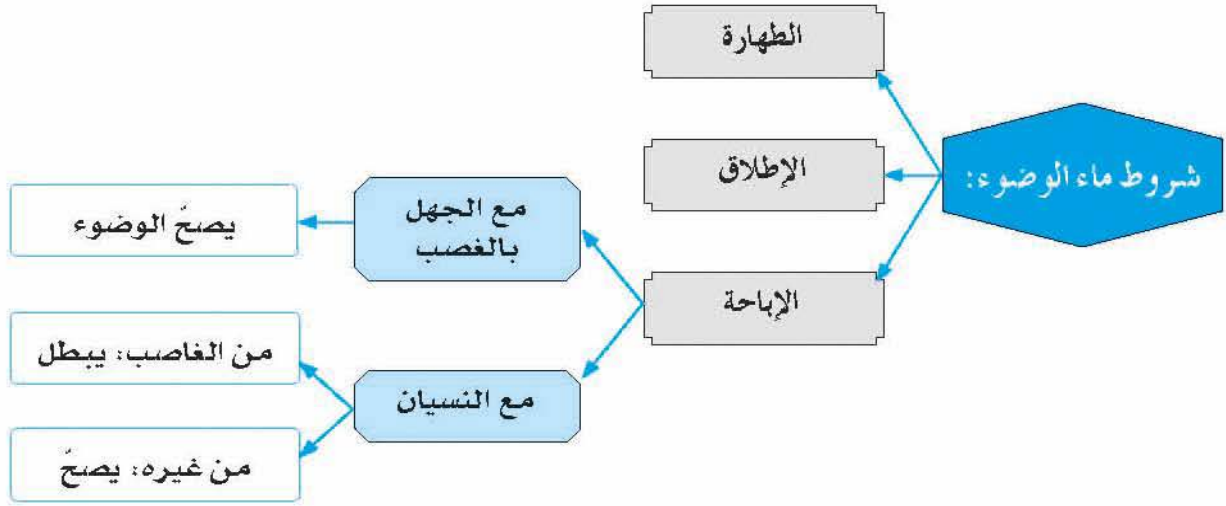 شروط ماء الوضوء:
الطهارة
الإطلاق
الإباحة
مع الجهل
بالغصب
يصحّ الوضوء
مع النسيان
من الغاصب: يبطل
من غيره: يصحّ